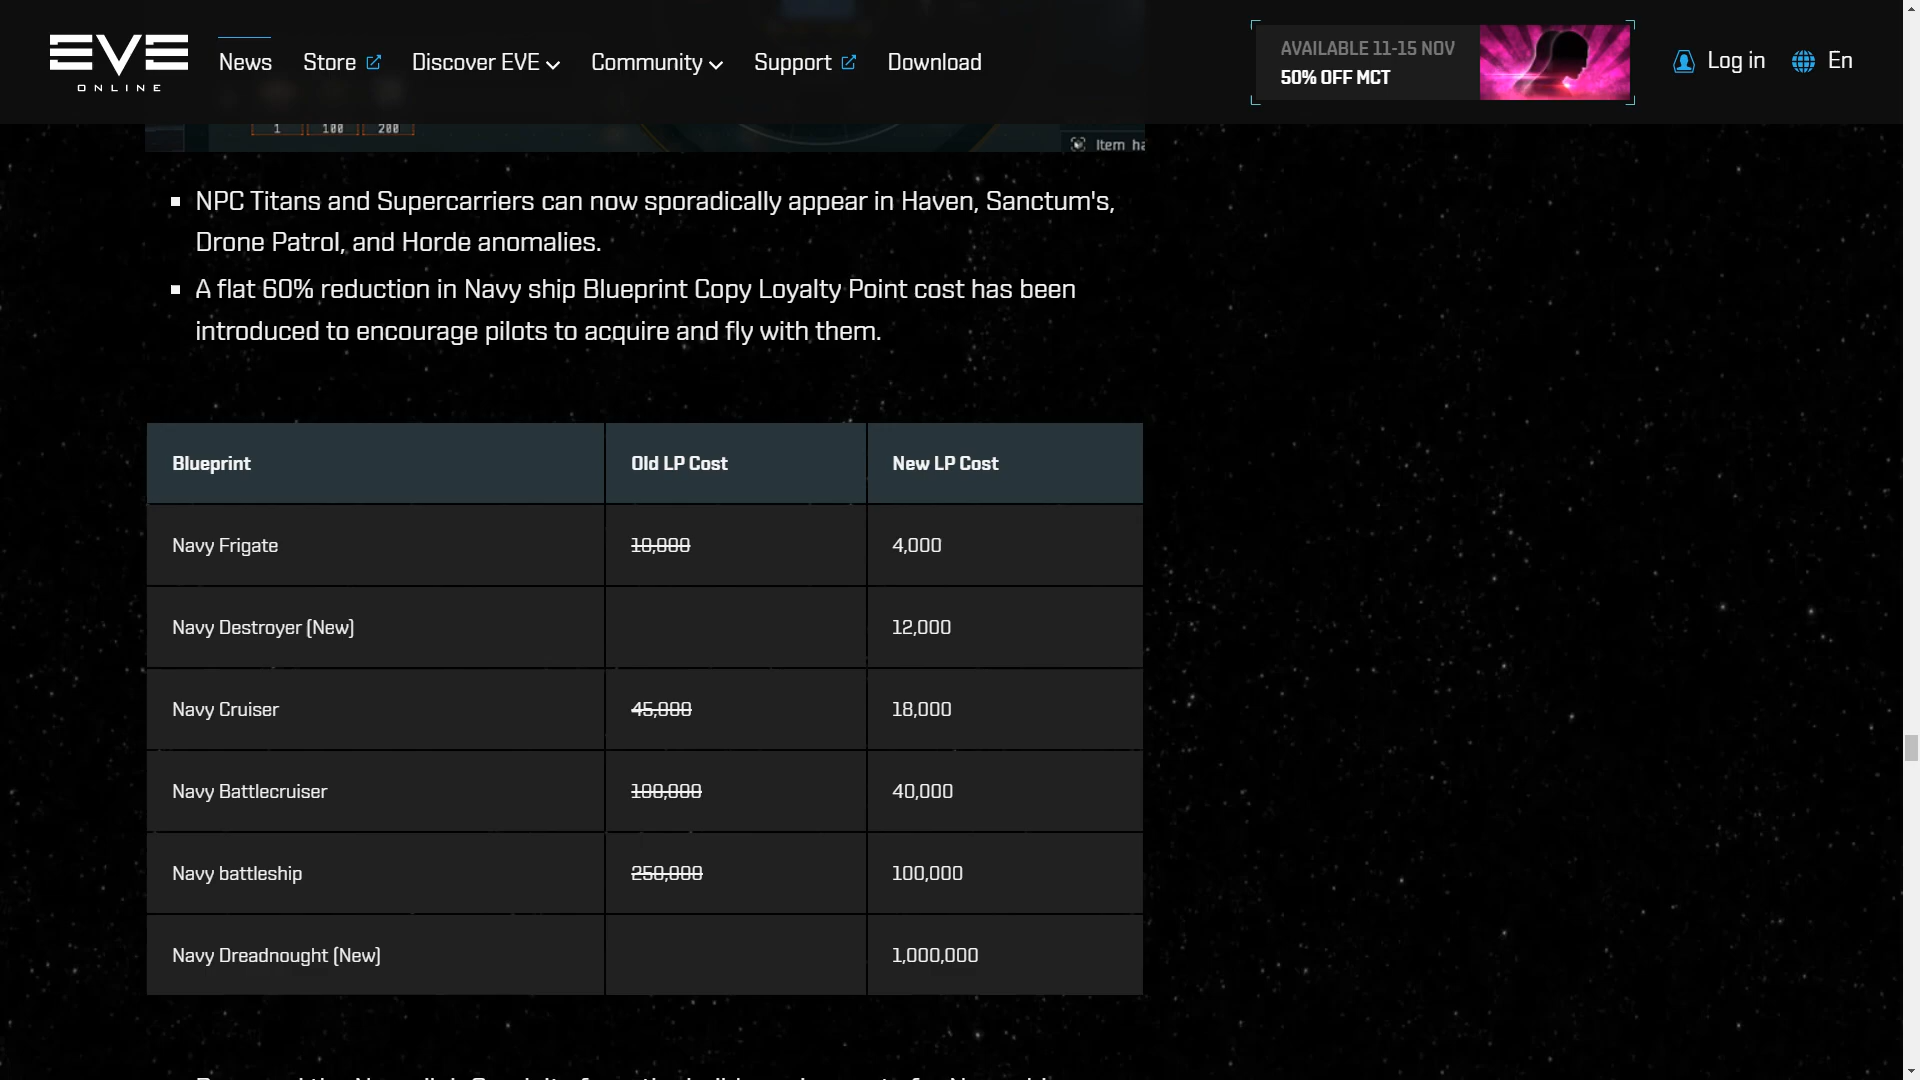 EVE
ONLINE
News Store Discover EVE Community Support Download
AVAILABLE 11-15 NOV
50% OFF MCT
Log in En
1 100 200
Item
NPC Titans and Supercarriers can now sporadically appear in Haven, Sanctum's,
Drone Patrol, and Horde anomalies.
A flat 60% reduction in Navy ship Blueprint Copy Loyalty Point cost has been
introduced to encourage pilots to acquire and fly with them.
Blueprint Old LP Cost New LP Cost
Navy Frigate 10,000 4,000
Navy Destroyer (New) 12,000
Navy Cruiser 45,000 18,000
Navy Battlecruiser 100,000 40,000
Navy battleship 250,000 100,000
Navy Dreadnought (New) 1,000,000